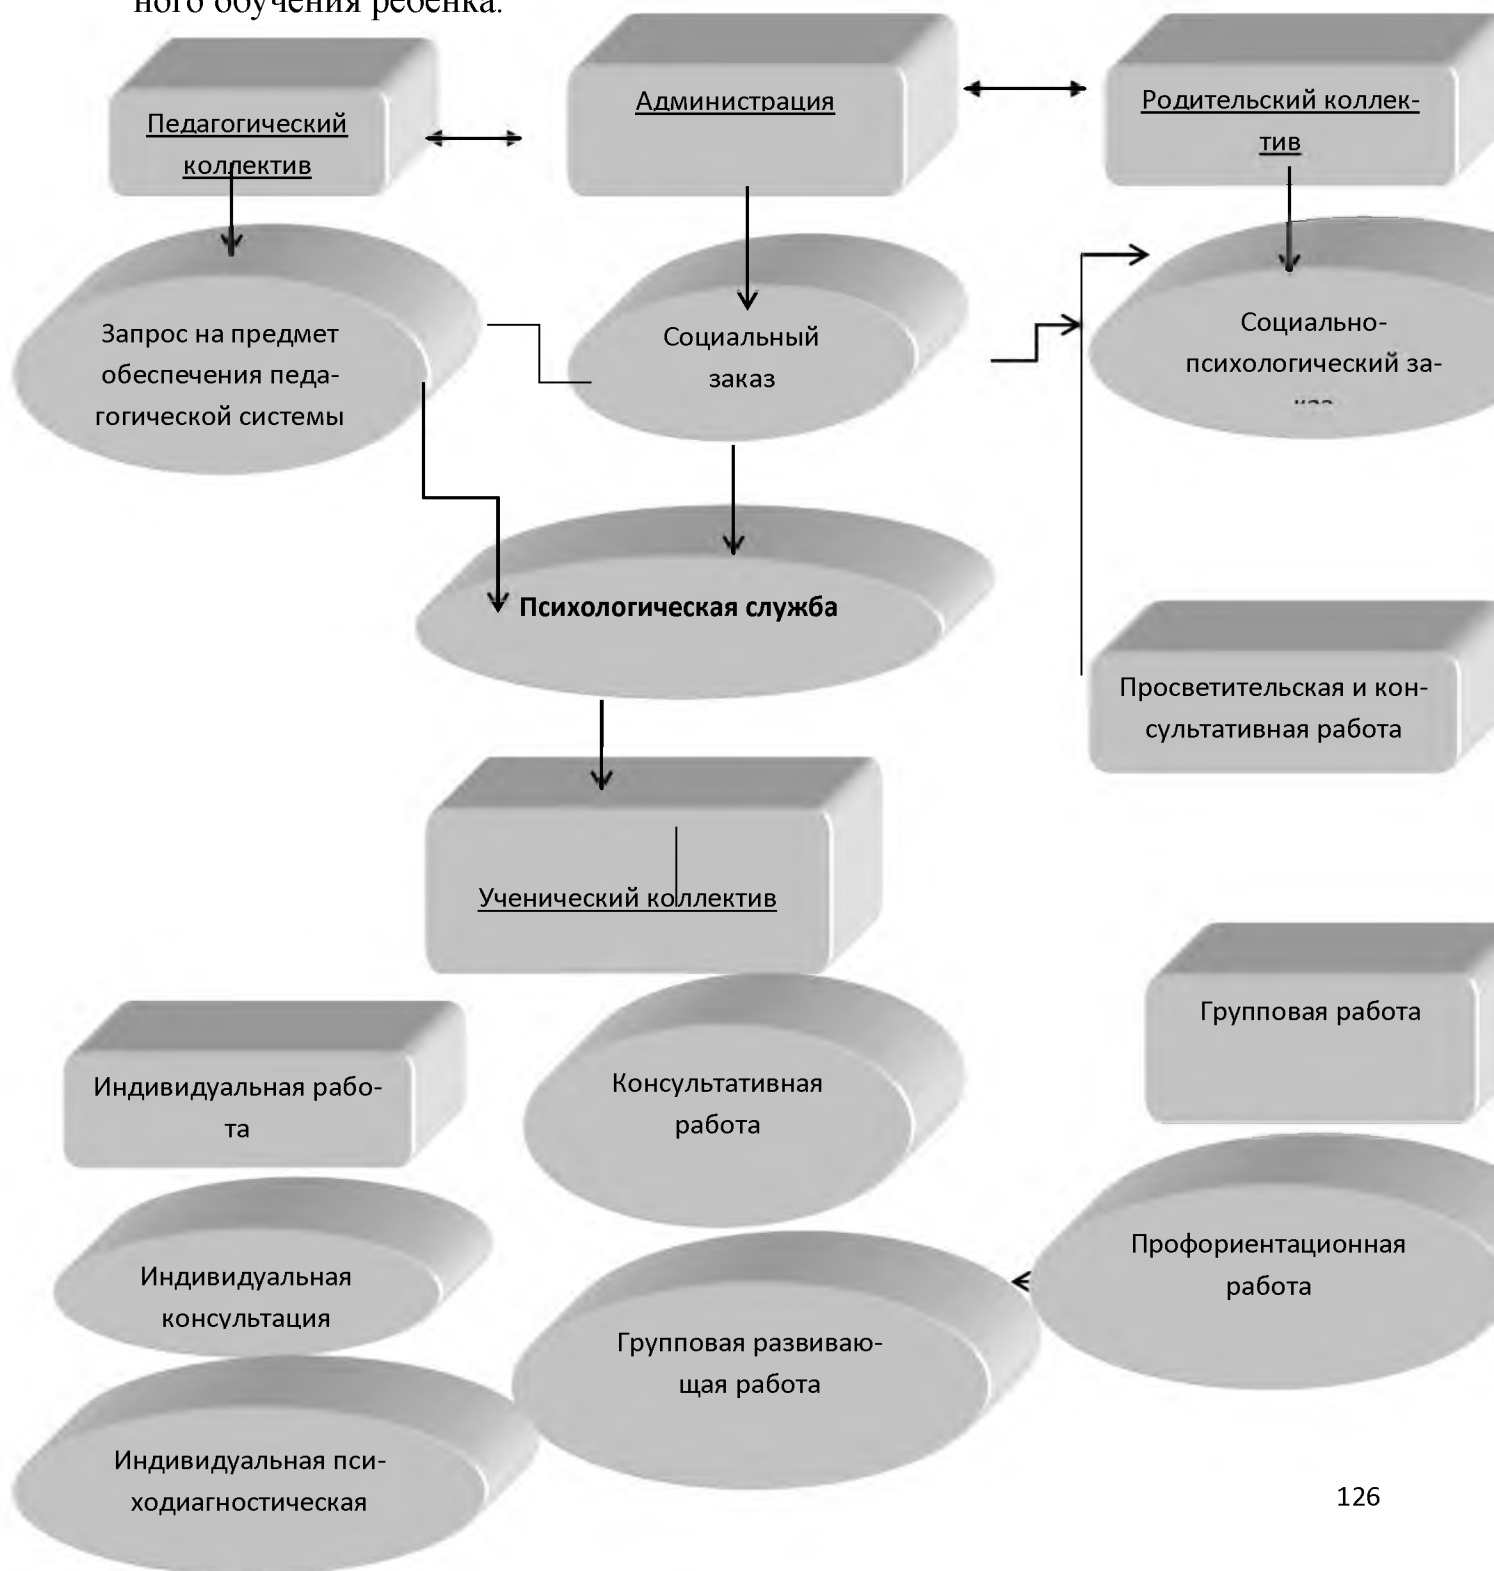 ного обучения ребенка.
Педагогический
коллектив
Администрация
Родительский коллек-
тив
Запрос на предмет
обеспечения педа-
гогической системы
Социальный
заказ
Социально-
психологический за-
Психологическая служба
Просветительская и кон-
сультативная работа
Ученический коллектив
Групповая работа
Индивидуальная рабо-
та
Консультативная
работа
Индивидуальная
консультация
Профориентационная
работа
Групповая развиваю-
щая работа
Индивидуальная пси-
ходиагностическая
126